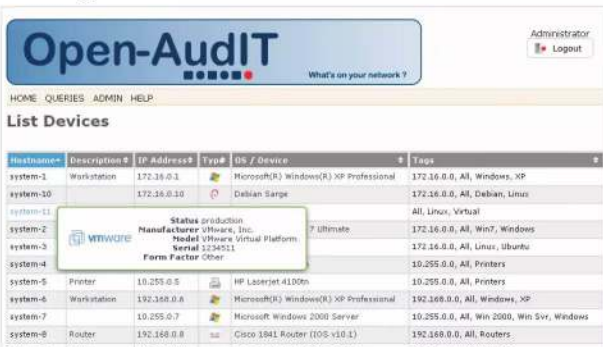 Open-AudIT
What's on your network ?
Administrator
Logout
HOME QUERIES ADMIN HELP
List Devices
Hostname Description IP Address Type OS / Device Tags
system-1 Workstation 172.16.0.1 Microsoft(R) Windows(R) XP Professional 172.16.0.0, All, Windows, XP
system-10 172.16.0.10 Debian Sarge 172.16.0.0, All, Debian, Linux
system-11 All, Linux, Virtual
system-2 7 Ultimate 172.16.0.0, All, Win7, Windows
system-3 172.16.0.0, All, Linux, Ubuntu
system-4 10.255.0.0, All, Printers
vmware
Status production
Manufacturer VMware, Inc.
Model VMware Virtual Platform
Serial 1234511
Form Factor Other
system-5 Printer 10.255.0.5 HP Laserjet 4100tn 10.255.0.0, All, Printers
system-6 Workstation 192.168.0.6 Microsoft(R) Windows(R) XP Professional 192.168.0.0, All, Windows, XP
system-7 10.255.0.7 Microsoft Windows 2000 Server 10.255.0.0, All, Win 2000, Win Svr, Windows
system-8 Router 192.168.0.8 Cisco 1841 Router (IOS v10.1) 192.168.0.0, All, Routers